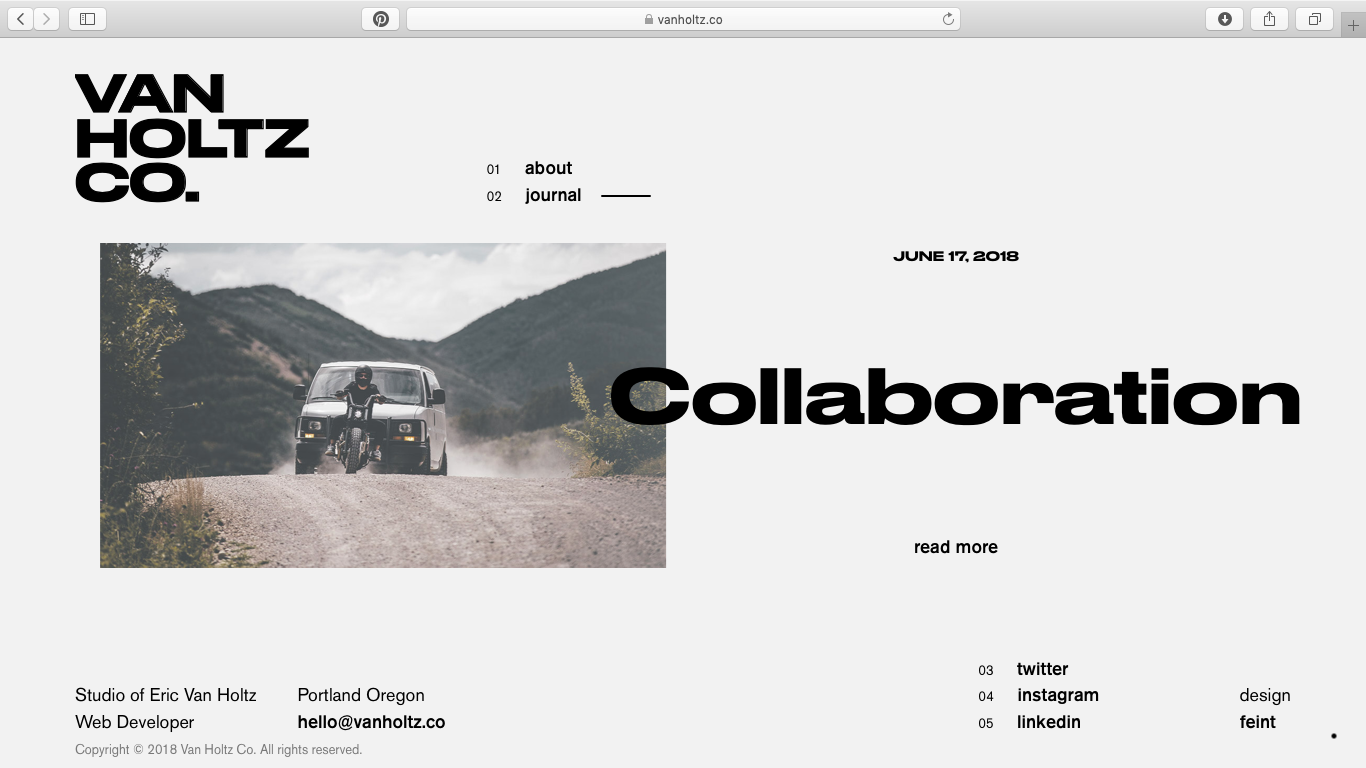 vanholtz.co
VAN
HOLTZ
CO.
01 about
02 journal
JUNE 17, 2018
Collaboration
read more
03 twitter
04 instagram
05 linkedin
design
feint
Studio of Eric Van Holtz
Web Developer
Portland Oregon
hello@vanholtz.co
Copyright © 2018 Van Holtz Co. All rights reserved.